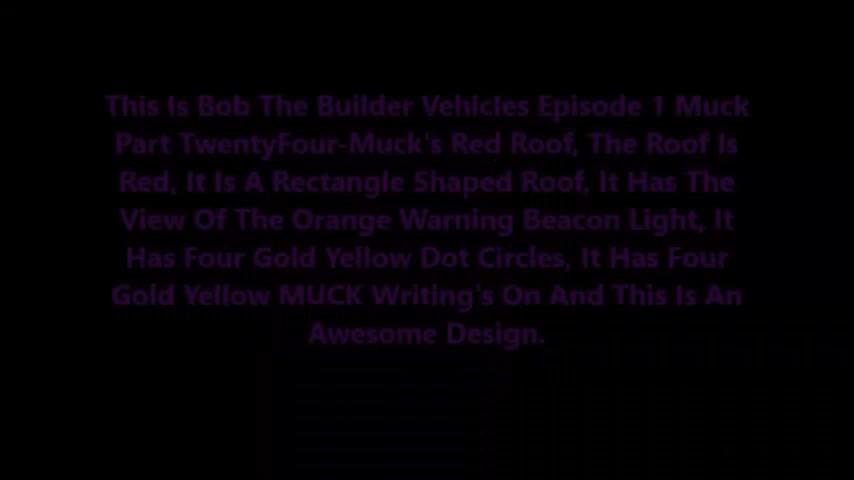 This Is Bob The Builder Vehicles Episode 1 Muck
Part TwentyFour-Muck's Red Roof, The Roof Is
Red, It Is A Rectangle Shaped Roof, It Has The
View Of The Orange Warning Beacon Light, It
Has Four Gold Yellow Dot Circles, It Has Four
Gold Yellow MUCK Writing's On And This Is An
Awesome Design.